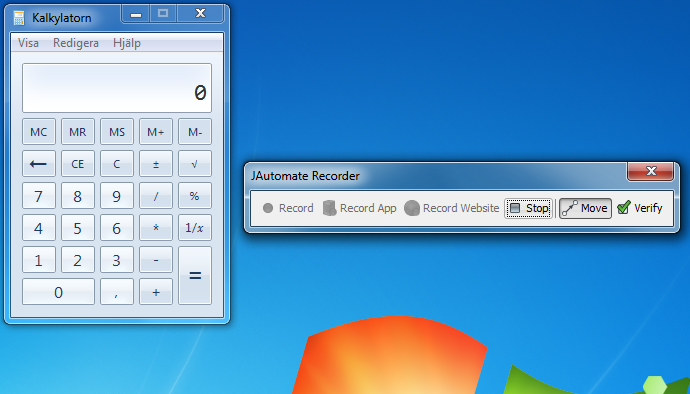 Kalkylatorn
Visa Redigera Hjälp
0
MC MR MS M+ M-
← CE C ± √
7 8 9 / %
4 5 6 * 1/x
1 2 3 - =
0 , +
JAutomate Recorder
Record Record App Record Website Stop Move Verify